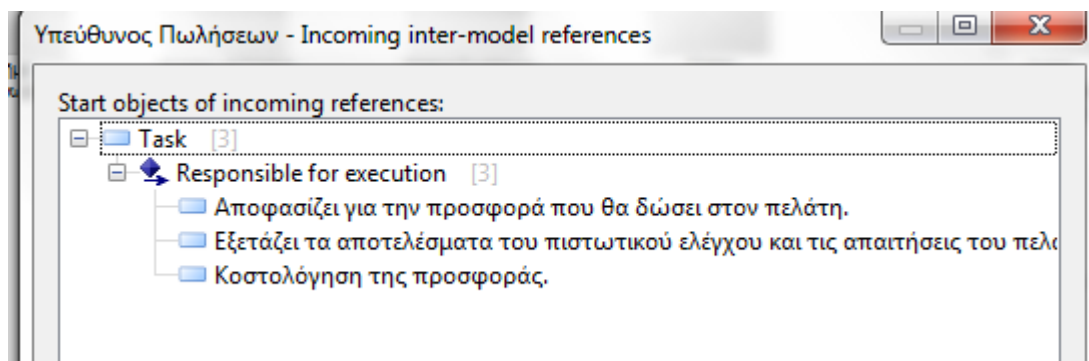 Υπεύθυνος Πωλήσεων - Incoming inter-model references
Start objects of incoming references:
Task [3]
Responsible for execution [3]
Αποφασίζει για την προσφορά που θα δώσει στον πελάτη.
Εξετάζει τα αποτελέσματα του πιστωτικού ελέγχου και τις απαιτήσεις του
Κοστολόγηση της προσφοράς.